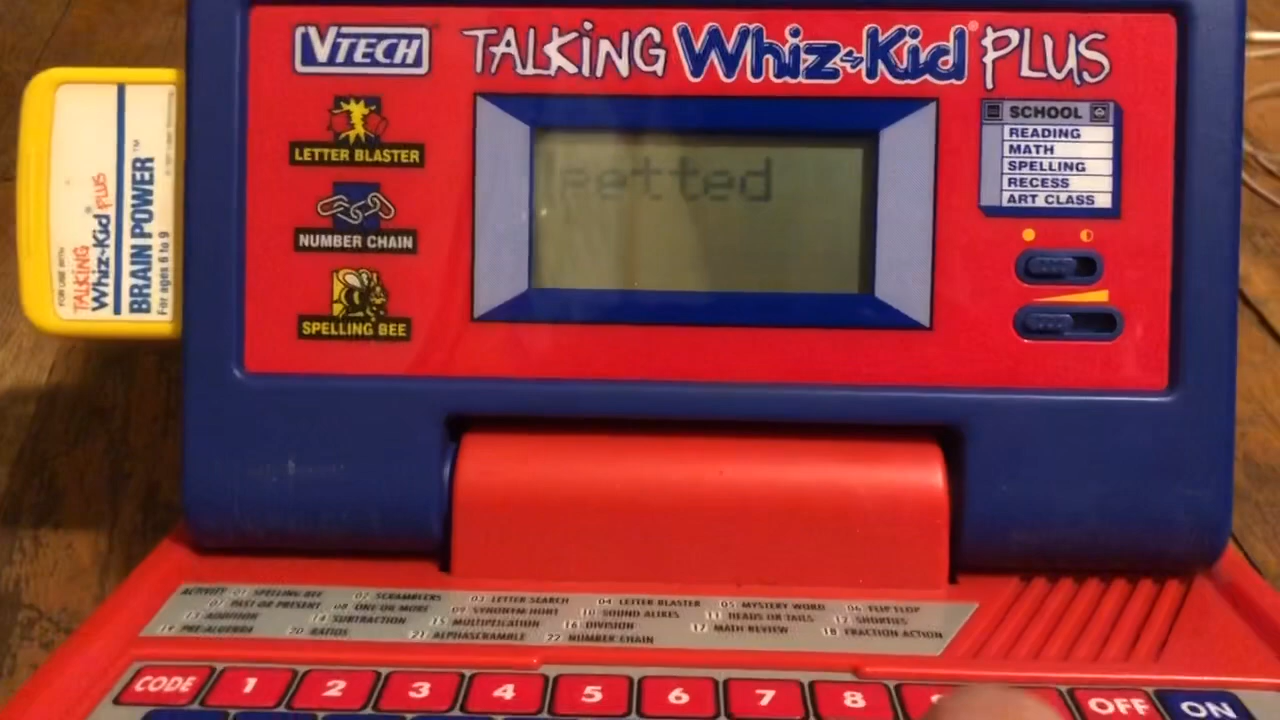 VTECH TALKING Whiz-Kid® PLUS
LETTER BLASTER
NUMBER CHAIN
SPELLING BEE
SCHOOL
READING
MATH
SPELLING
RECESS
ART CLASS
FOR USE WITH
TALKING
Whiz-Kid® PLUS
BRAIN POWER™
For ages 6 to 9
ACTIVITY 01 SPELLING BEE 02 SCRAMBLERS 03 LETTER SEARCH 04 LETTER BLASTER 05 MYSTERY WORD 06 FLIP FLOP
07 PAST OR PRESENT 08 ONE OR MORE 09 SYNONYM HUNT 10 SOUND ALIKES 11 HEADS OR TAILS 12 SHORTIES
13 ADDITION 14 SUBTRACTION 15 MULTIPLICATION 16 DIVISION 17 MATH REVIEW 18 FRACTION ACTION
19 PRE-ALGEBRA 20 RATIOS 21 ALPHASCRAMBLE 22 NUMBER CHAIN
CODE 1 2 3 4 5 6 7 8 OFF ON